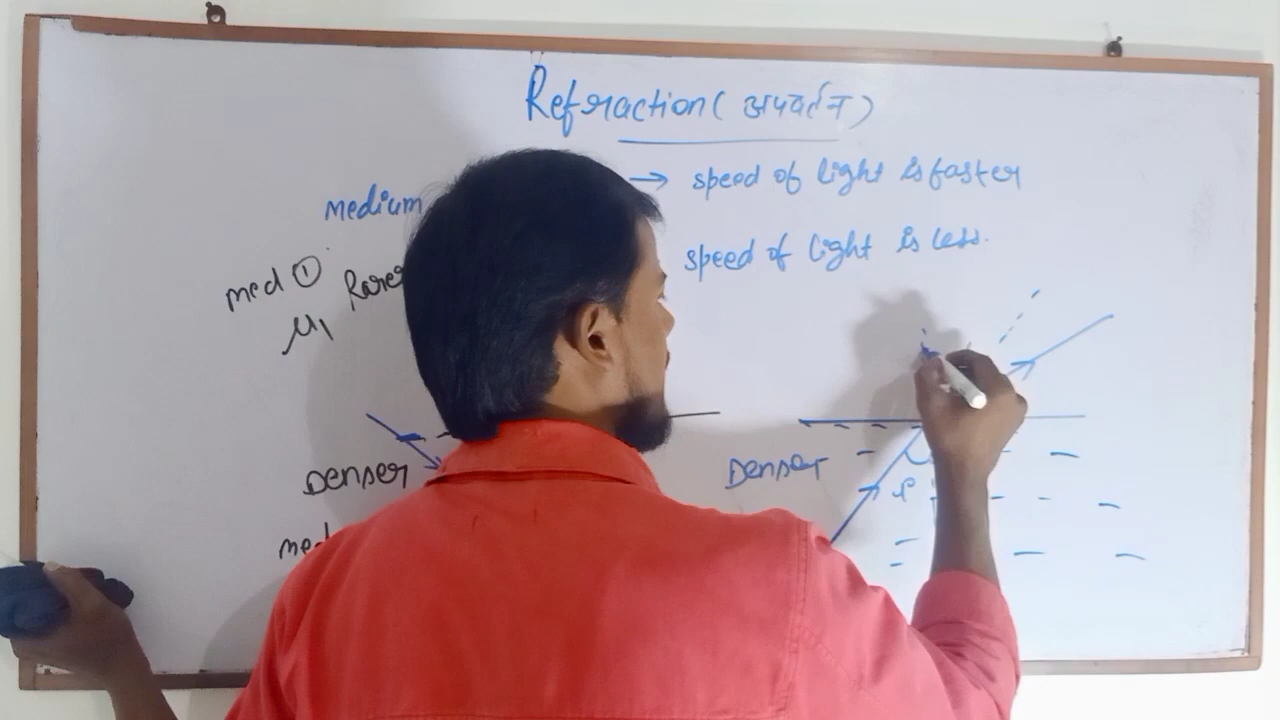 Refraction (अपवर्तन)
→ speed of light is faster
medium
speed of light is less.
med ① Rarer
μ1
Denser
Denser
i
med